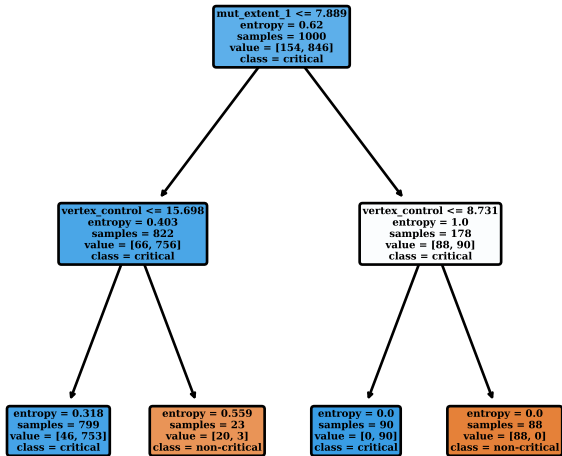 mut_extent_1 <= 7.889
entropy = 0.62
samples = 1000
value = [154, 846]
class = critical
vertex_control <= 15.698
entropy = 0.403
samples = 822
value = [66, 756]
class = critical
vertex_control <= 8.731
entropy = 1.0
samples = 178
value = [88, 90]
class = critical
entropy = 0.318
samples = 799
value = [46, 753]
class = critical
entropy = 0.559
samples = 23
value = [20, 3]
class = non-critical
entropy = 0.0
samples = 90
value = [0, 90]
class = critical
entropy = 0.0
samples = 88
value = [88, 0]
class = non-critical